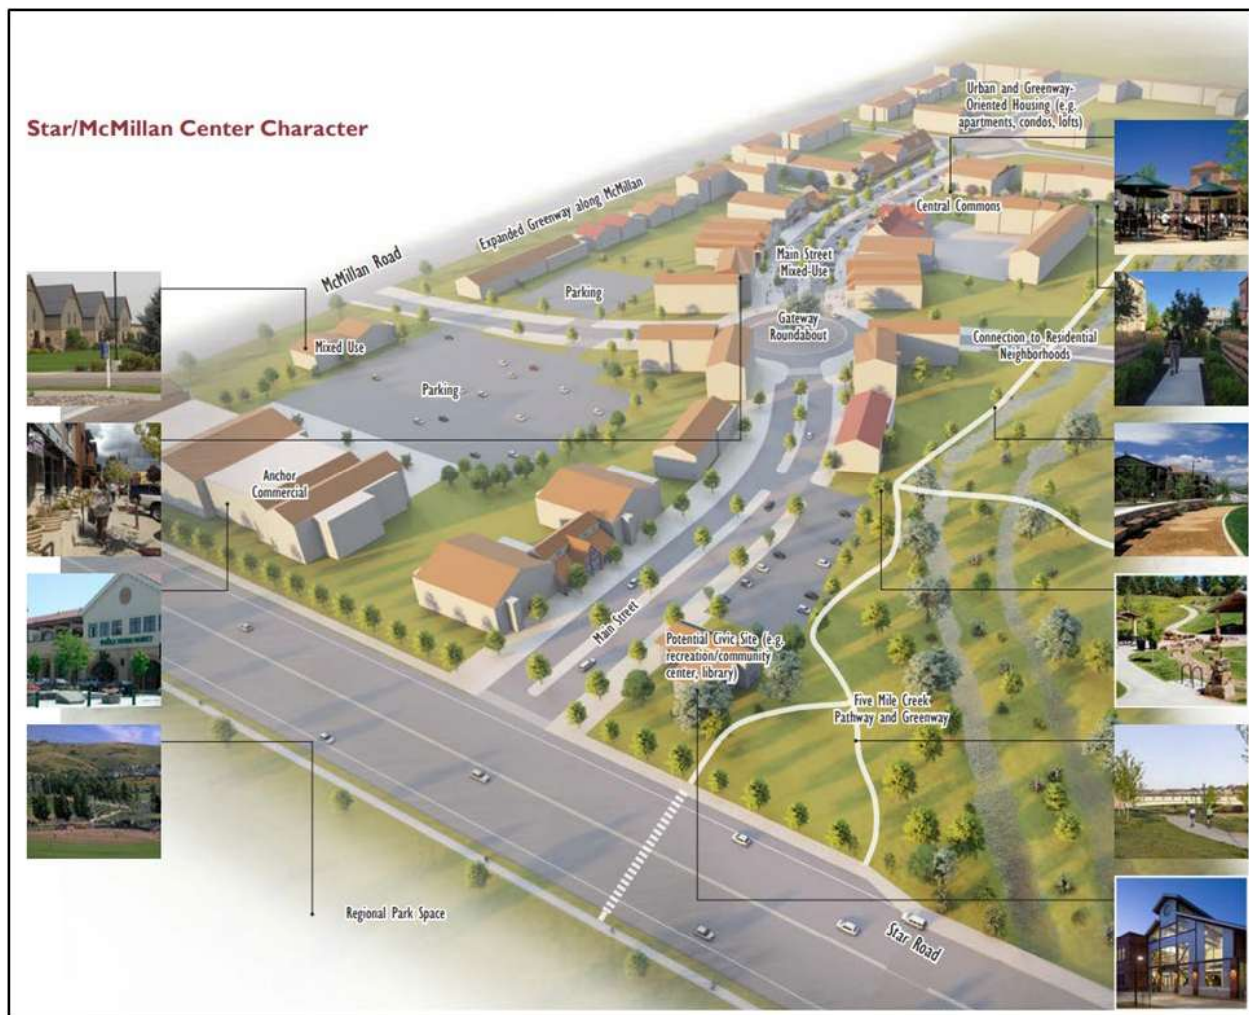 Star/McMillan Center Character
Urban and Greenway-
Oriented Housing (e.g.
apartments, condos, lofts)
Expanded Greenway along McMillan
Central Commons
McMillan Road
Main Street
Mixed-Use
Parking
Gateway
Roundabout
Mixed Use
Connection to Residential
Neighborhoods
Parking
Anchor
Commercial
Main Street
Potential Civic Site (e.g.
recreation/community
center, library)
Five Mile Creek
Pathway and Greenway
Regional Park Space
Star Road